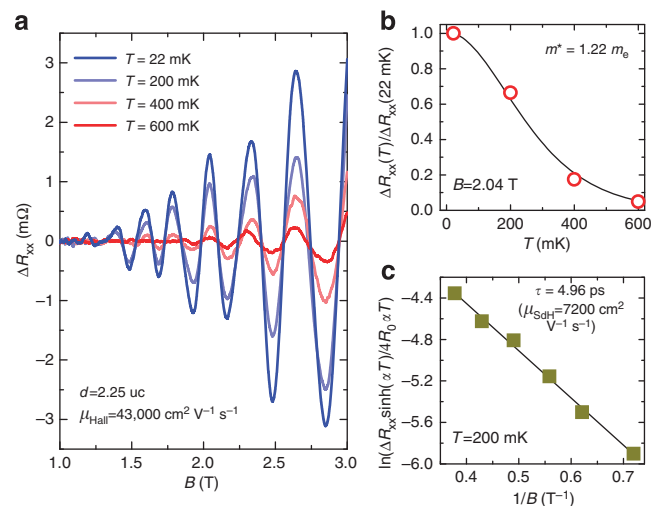 a
ΔRxx (mΩ)
3
2
1
0
−1
−2
−3
T = 22 mK
T = 200 mK
T = 400 mK
T = 600 mK
d=2.25 uc
μHall=43,000 cm² V⁻¹ s⁻¹
1.0 1.5 2.0 2.5 3.0
B (T)
b
ΔRxx(T)/ΔRxx(22 mK)
1.0
0.8
0.6
0.4
0.2
0.0
m* = 1.22 me
B=2.04 T
0 200 400 600
T (mK)
c
ln(ΔRxx sinh(αT)/4R0αT)
−4.4
−4.8
−5.2
−5.6
−6.0
τ = 4.96 ps
(μSdH=7200 cm²
V⁻¹ s⁻¹)
T=200 mK
0.4 0.5 0.6 0.7
1/B (T⁻¹)